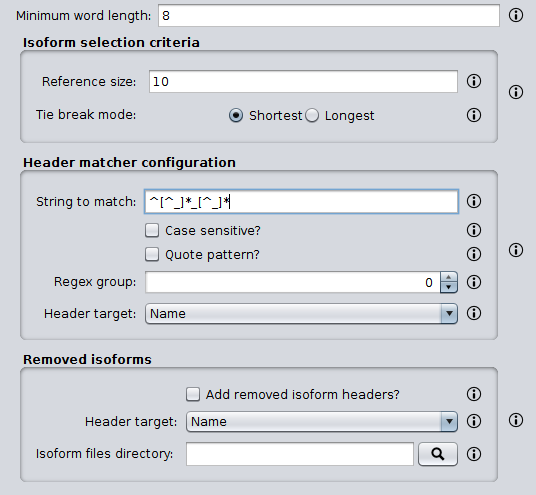 Minimum word length: 8
Isoform selection criteria
Reference size: 10
Tie break mode: Shortest Longest
Header matcher configuration
String to match: ^[^_]*_[^_]*
Case sensitive?
Quote pattern?
Regex group: 0
Header target: Name
Removed isoforms
Add removed isoform headers?
Header target: Name
Isoform files directory: